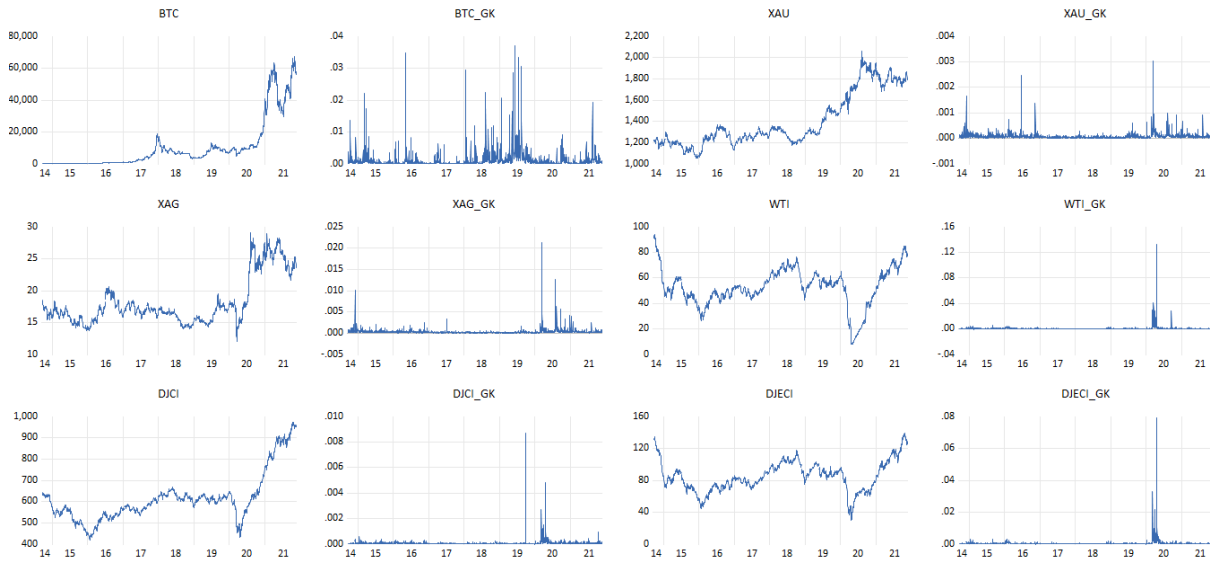 BTC BTC_GK XAU XAU_GK
80,000 .04 2,200 .004
60,000 .03 2,000 .003
40,000 .02 1,800 .002
1,600
20,000 .01 1,400 .001
1,200 .000
0 .00 1,000 -.001
14 15 16 17 18 19 20 21 14 15 16 17 18 19 20 21 14 15 16 17 18 19 20 21 14 15 16 17 18 19 20 21
XAG XAG_GK WTI WTI_GK
30 .025 100 .16
.020 80 .12
25 .015 60 .08
20 .010 40 .04
15 .005 20 .00
.000
10 -.005 0 -.04
14 15 16 17 18 19 20 21 14 15 16 17 18 19 20 21 14 15 16 17 18 19 20 21 14 15 16 17 18 19 20 21
DJCI DJCI_GK DJECI DJECI_GK
1,000 .010 160 .08
900 .008 120 .06
800 .006
700 80 .04
600 .004
500 .002 40 .02
400 .000 0 .00
14 15 16 17 18 19 20 21 14 15 16 17 18 19 20 21 14 15 16 17 18 19 20 21 14 15 16 17 18 19 20 21